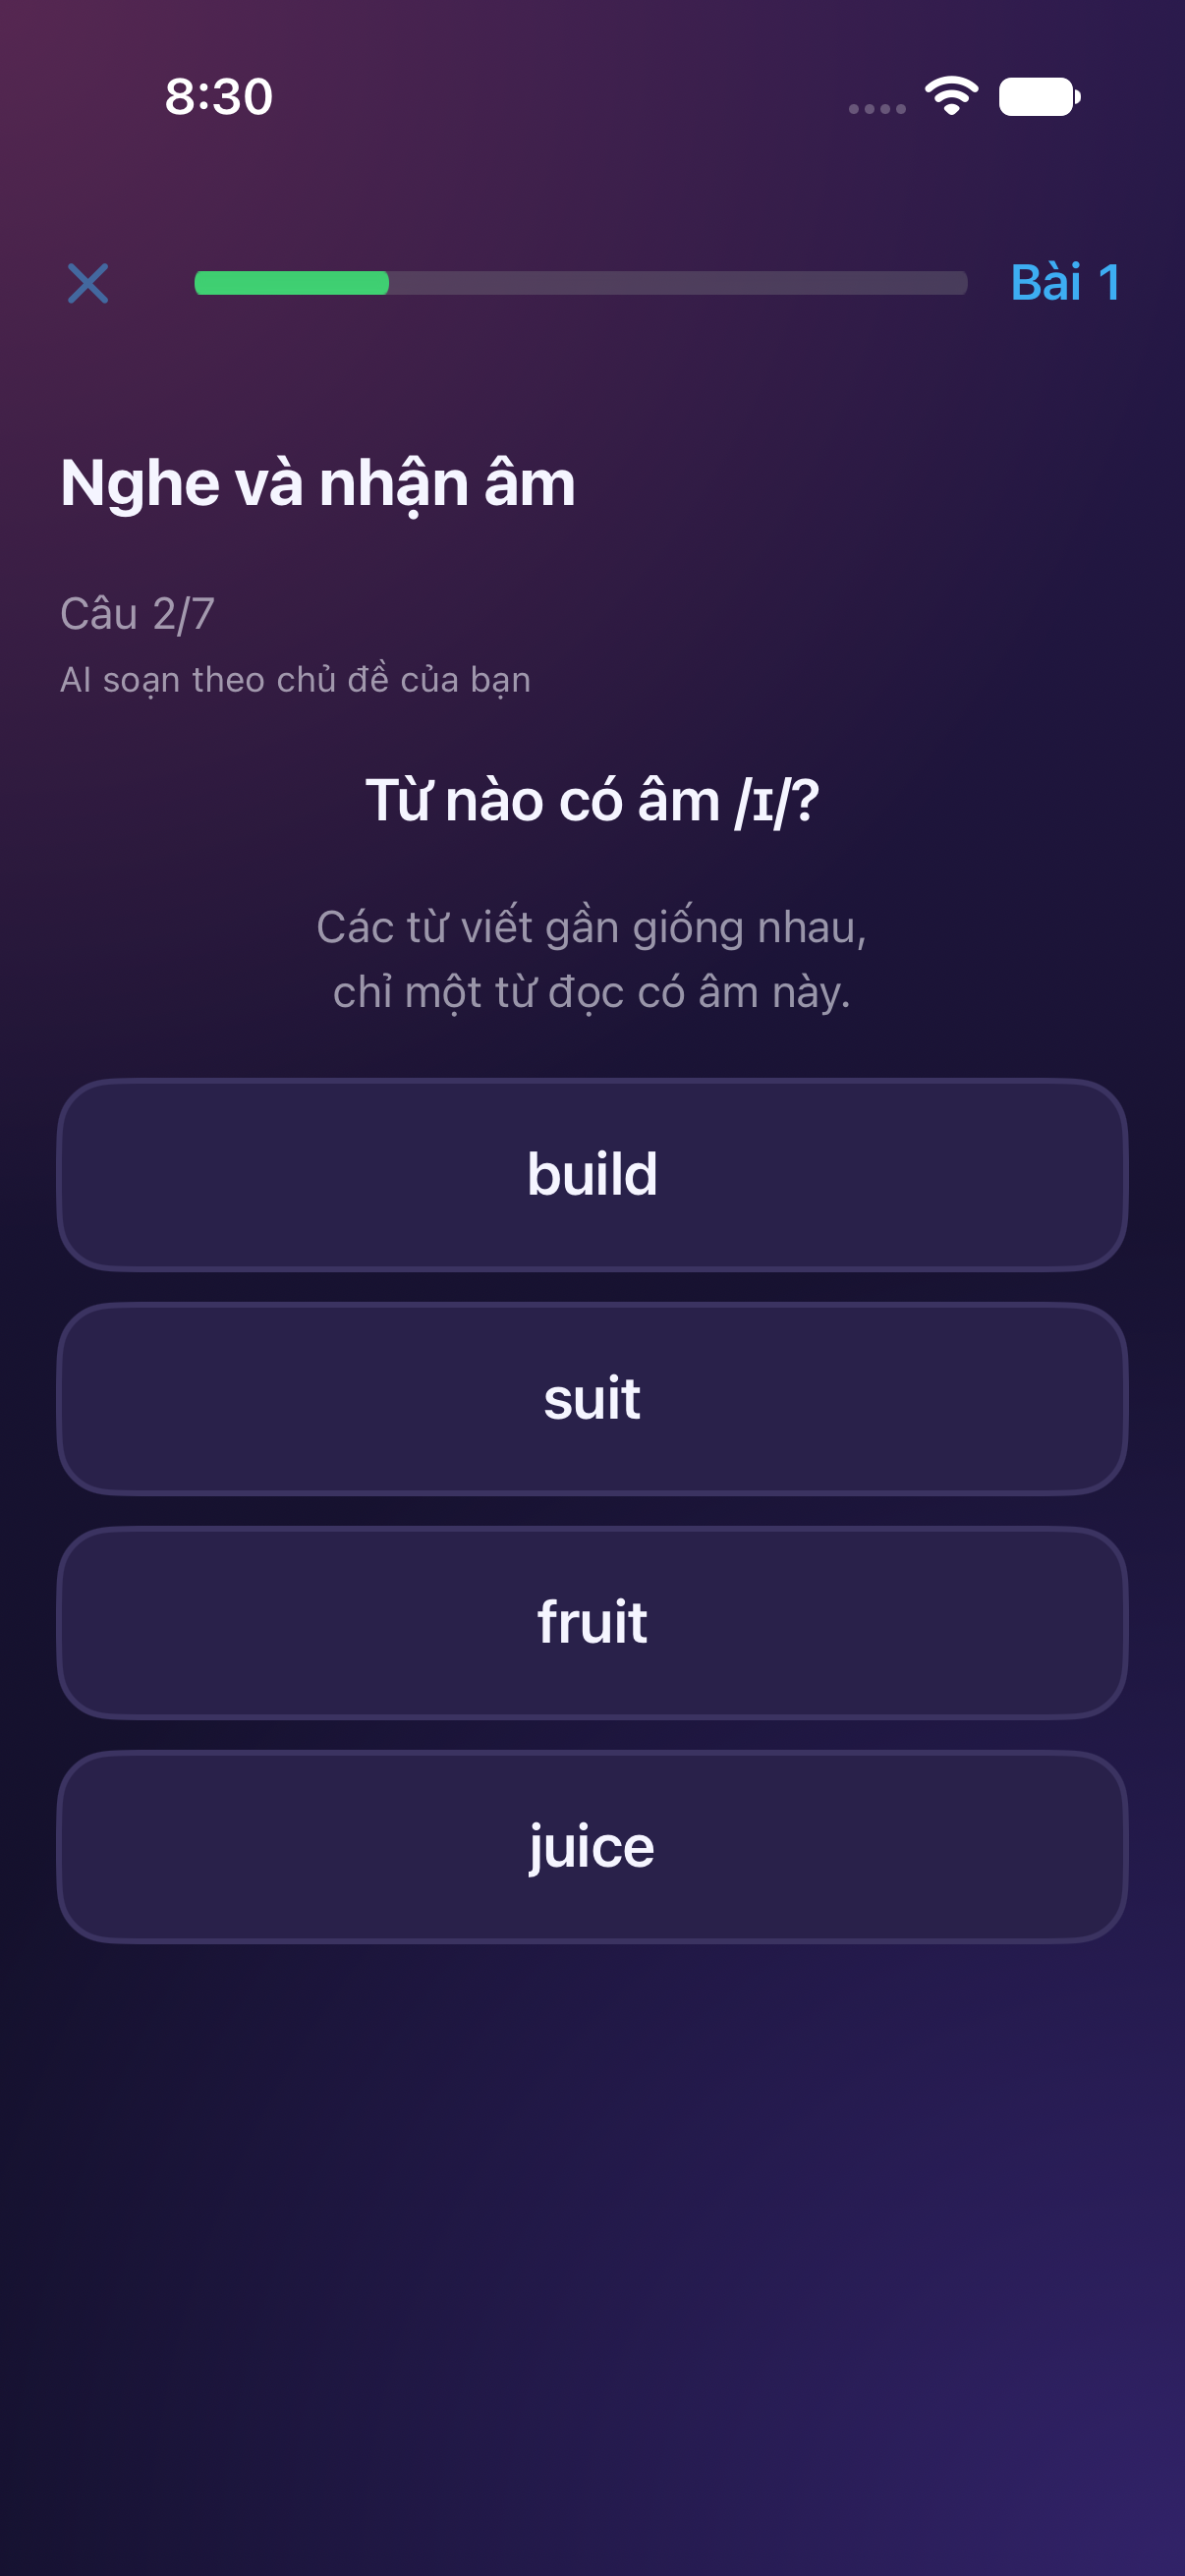 8:30
Bài 1
Nghe và nhận âm
Câu 2/7
AI soạn theo chủ đề của bạn
Từ nào có âm /ɪ/?
Các từ viết gần giống nhau,
chỉ một từ đọc có âm này.
build
suit
fruit
juice